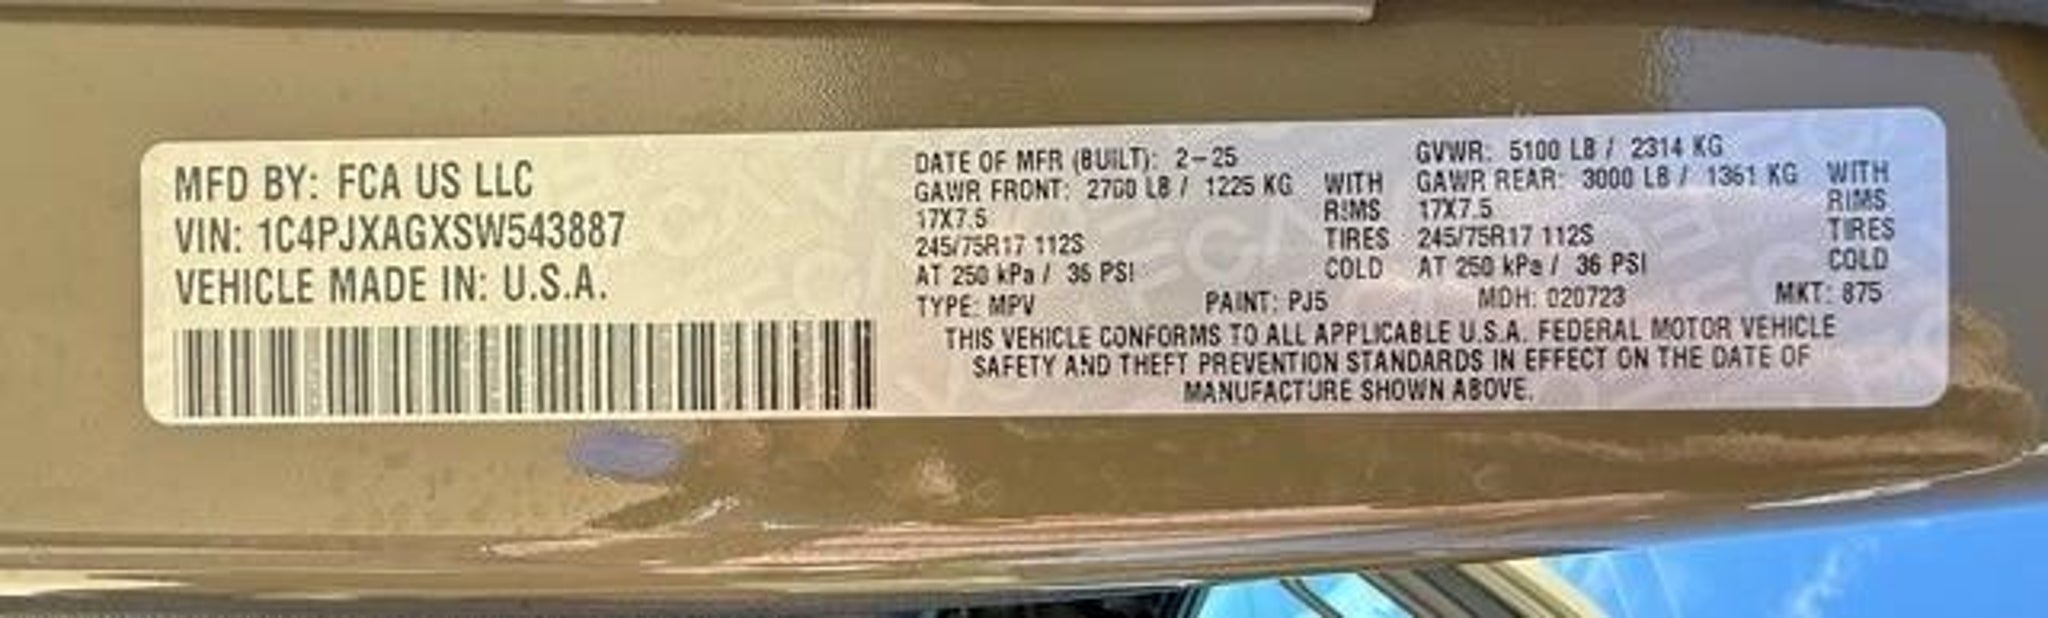 MFD BY: FCA US LLC
VIN: 1C4PJXAGXSW543887
VEHICLE MADE IN: U.S.A.
DATE OF MFR (BUILT): 2-25 GVWR: 5100 LB / 2314 KG
GAWR FRONT: 2700 LB / 1225 KG WITH GAWR REAR: 3000 LB / 1361 KG WITH
17X7.5 RIMS 17X7.5 RIMS
245/75R17 112S TIRES 245/75R17 112S TIRES
AT 250 kPa / 36 PSI COLD AT 250 kPa / 36 PSI COLD
TYPE: MPV PAINT: PJ5 MDH: 020723 MKT: 875
THIS VEHICLE CONFORMS TO ALL APPLICABLE U.S.A. FEDERAL MOTOR VEHICLE
SAFETY AND THEFT PREVENTION STANDARDS IN EFFECT ON THE DATE OF
MANUFACTURE SHOWN ABOVE.